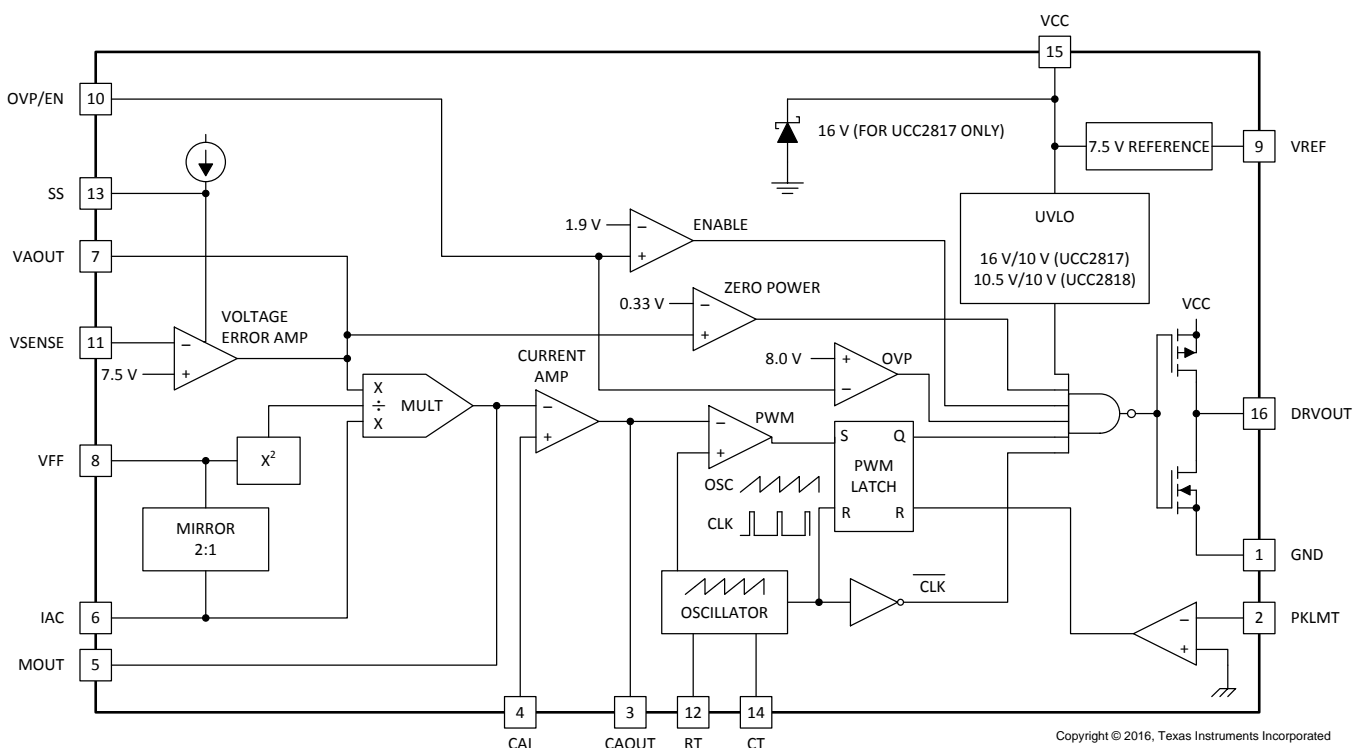 VCC
15
OVP/EN 10
16 V (FOR UCC2817 ONLY)
7.5 V REFERENCE
9 VREF
SS 13
UVLO
16 V/10 V (UCC2817)
10.5 V/10 V (UCC2818)
1.9 V
−
+
ENABLE
VAOUT 7
0.33 V
−
+
ZERO POWER
VCC
VOLTAGE
ERROR AMP
VSENSE 11
−
7.5 V
+
8.0 V
+
−
OVP
CURRENT
AMP
X
÷
X
MULT
−
+
PWM
−
+
16 DRVOUT
S
Q
PWM
LATCH
R
R
VFF 8
X²
OSC
CLK
MIRROR
2:1
1 GND
OSCILLATOR
CLK
IAC 6
−
+
2 PKLMT
MOUT 5
4
3
12
14
CAI
CAOUT
RT
CT
Copyright © 2016, Texas Instruments Incorporated